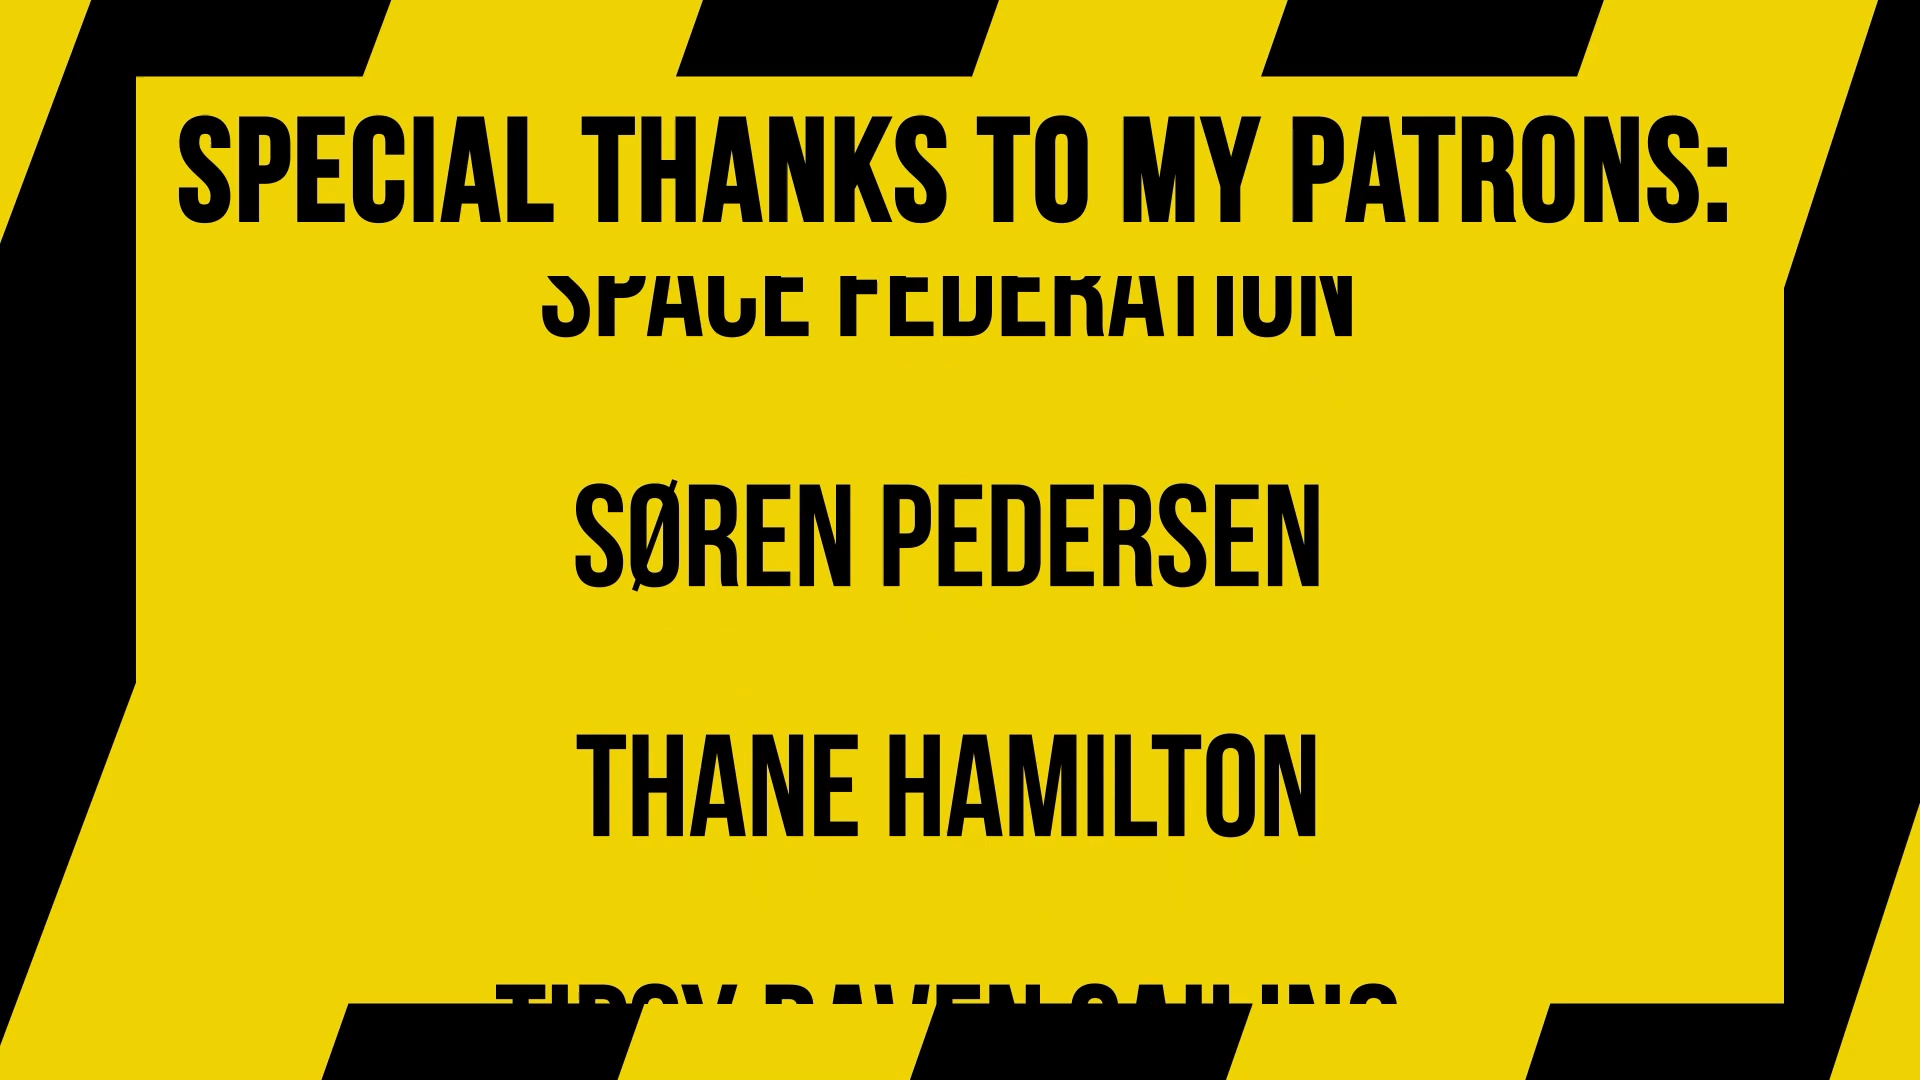 SPECIAL THANKS TO MY PATRONS:
SPACE FEDERATION
SØREN PEDERSEN
THANE HAMILTON